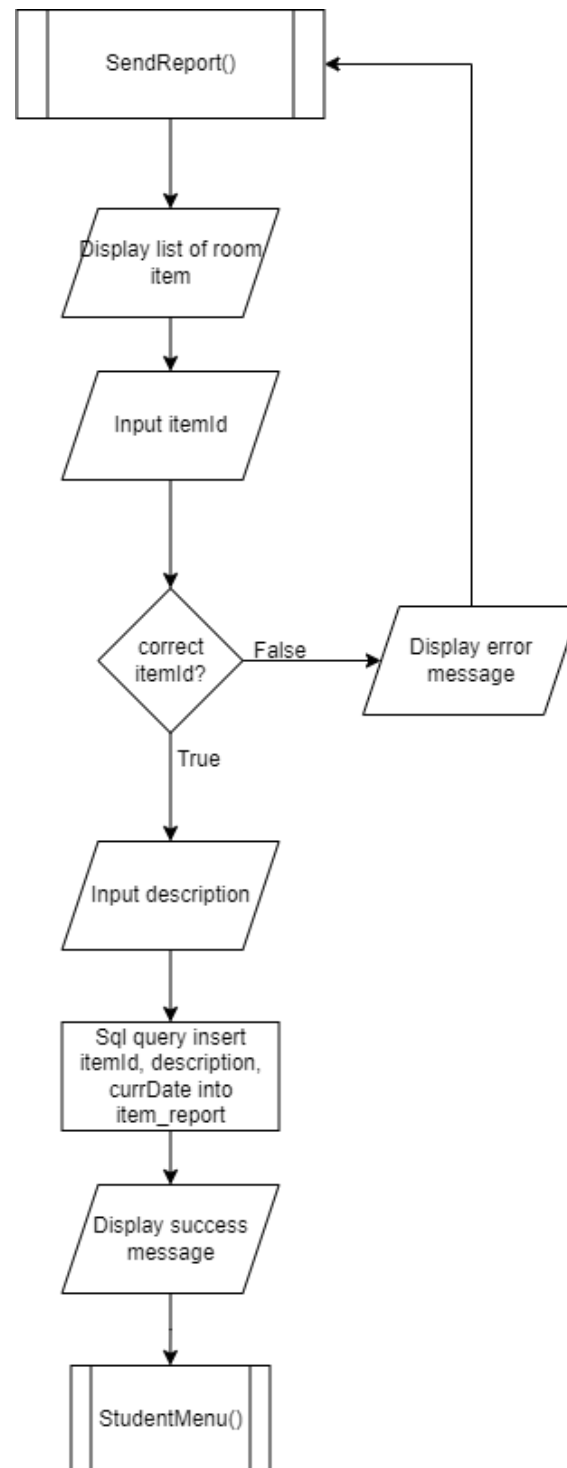 SendReport()
Display list of room
item
Input itemId
correct
itemId?
False
Display error
message
True
Input description
Sql query insert
itemId, description,
currDate into
item_report
Display success
message
StudentMenu()